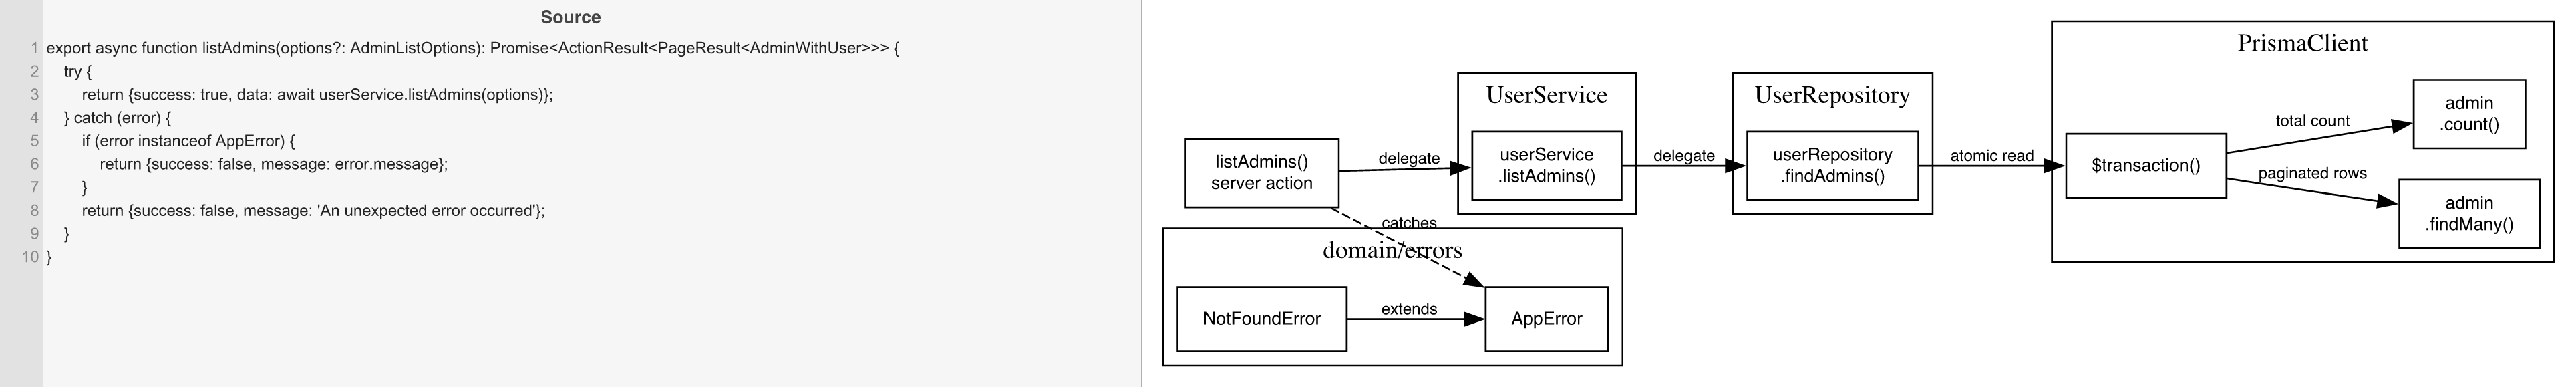 Source
1 export async function listAdmins(options?: AdminListOptions): Promise<ActionResult<PageResult<AdminWithUser>>> {
2 try {
3 return {success: true, data: await userService.listAdmins(options)};
4 } catch (error) {
5 if (error instanceof AppError) {
6 return {success: false, message: error.message};
7 }
8 return {success: false, message: 'An unexpected error occurred'};
9 }
10 }
listAdmins()
server action
delegate
UserService
userService
.listAdmins()
delegate
UserRepository
userRepository
.findAdmins()
atomic read
PrismaClient
$transaction()
total count
admin
.count()
paginated rows
admin
.findMany()
catches
domain/errors
NotFoundError
extends
AppError